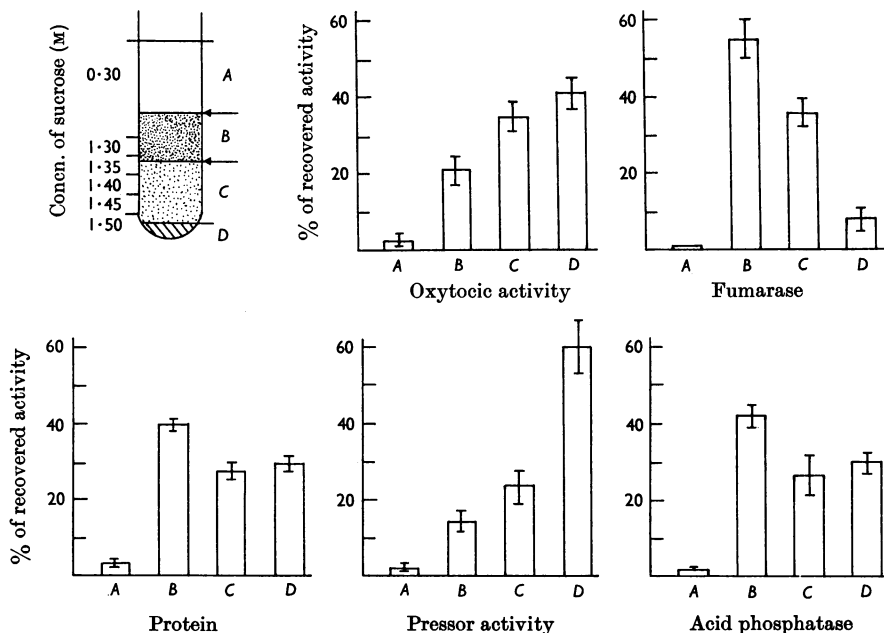 Concn. of sucrose (M)
0·30
1·30
1·35
1·40
1·45
1·50
A
B
C
D
% of recovered activity
60
40
20
A B C D
Oxytocic activity
60
40
20
A B C D
Fumarase
% of recovered activity
60
40
20
A B C D
Protein
60
40
20
A B C D
Pressor activity
60
40
20
A B C D
Acid phosphatase